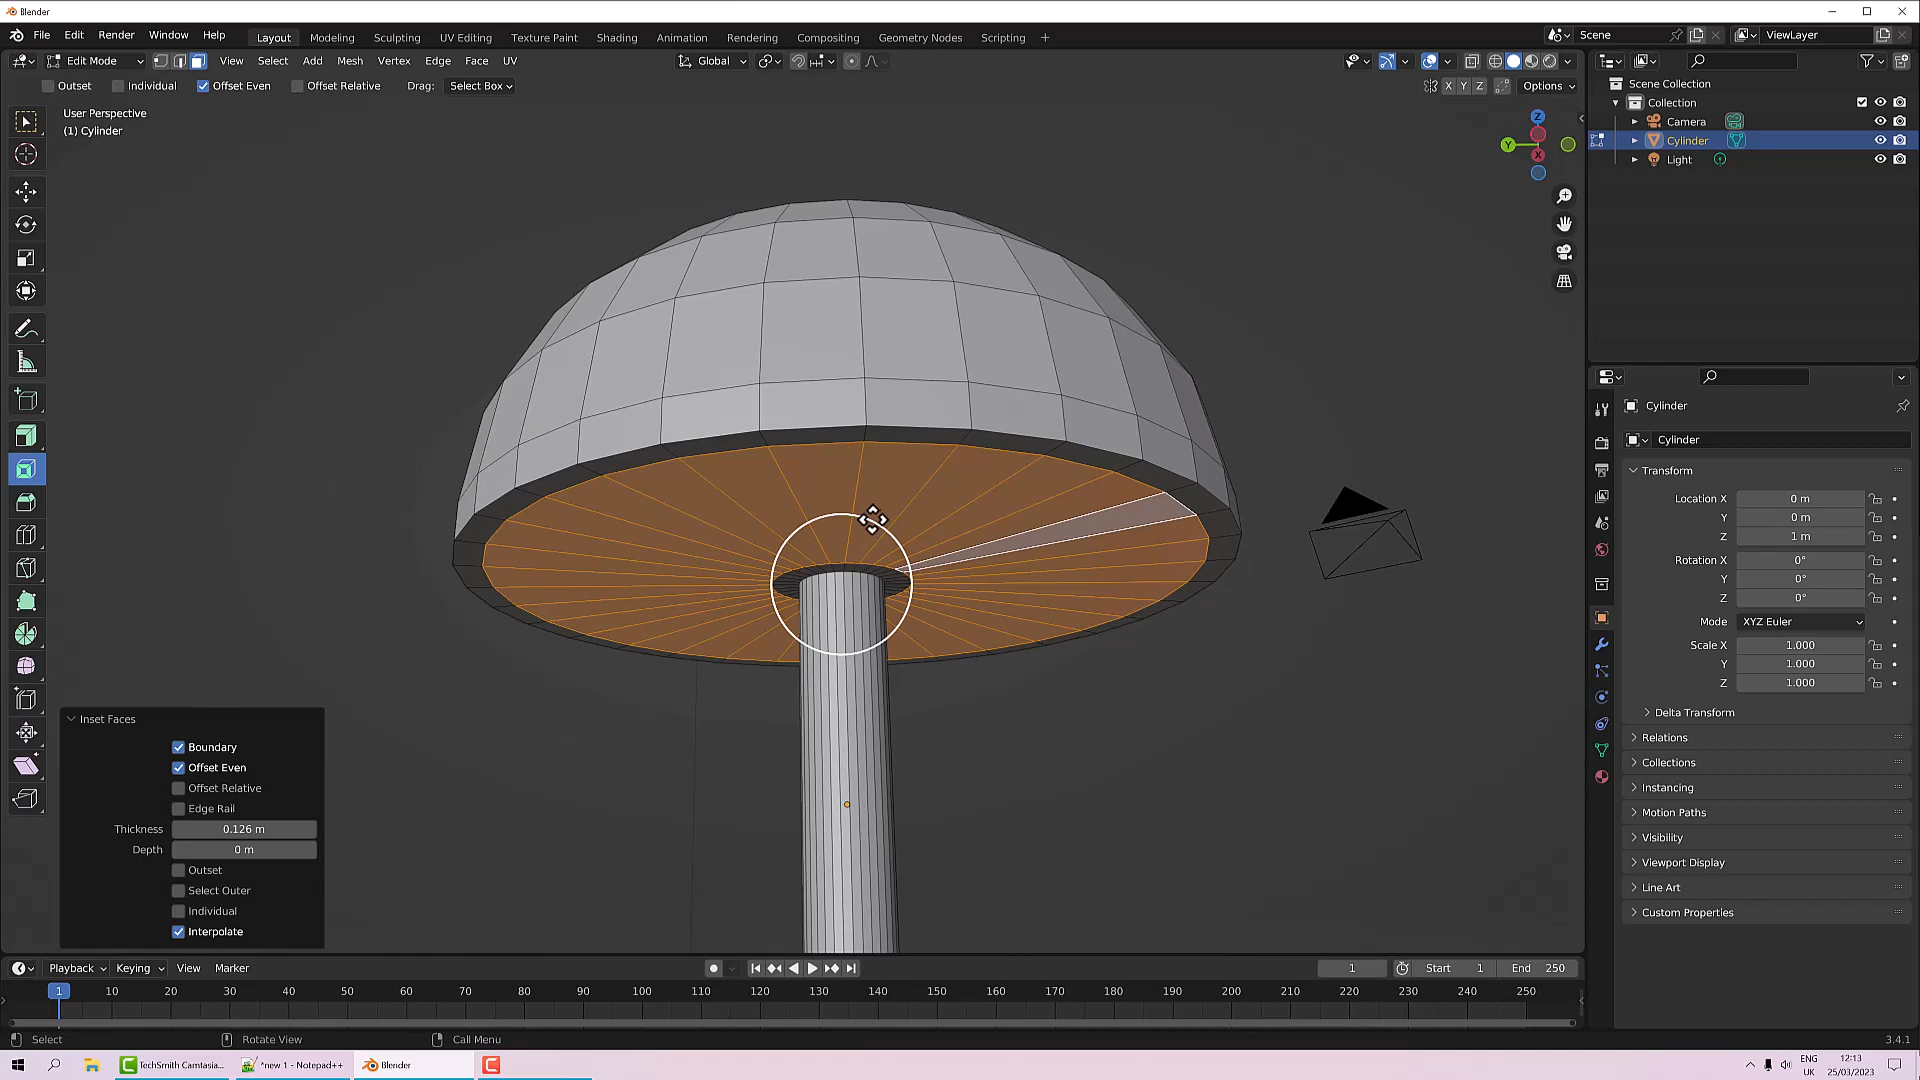 Blender
File Edit Render Window Help Layout Modeling Sculpting UV Editing Texture Paint Shading Animation Rendering Compositing Geometry Nodes Scripting + Scene ViewLayer
Edit Mode View Select Add Mesh Vertex Edge Face UV Global
Outset Individual Offset Even Offset Relative Drag: Select Box X Y Z Options
User Perspective
(1) Cylinder
Z
Y
X
Scene Collection
Collection
Camera
Cylinder
Light
Cylinder
Cylinder
Transform
Location X 0 m
Y 0 m
Z 1 m
Rotation X 0°
Y 0°
Z 0°
Mode XYZ Euler
Scale X 1.000
Y 1.000
Z 1.000
Delta Transform
Relations
Collections
Instancing
Motion Paths
Visibility
Viewport Display
Line Art
Custom Properties
Inset Faces
Boundary
Offset Even
Offset Relative
Edge Rail
Thickness 0.126 m
Depth 0 m
Outset
Select Outer
Individual
Interpolate
Playback Keying View Marker 1 Start 1 End 250
1 10 20 30 40 50 60 70 80 90 100 110 120 130 140 150 160 170 180 190 200 210 220 230 240 250
Select Rotate View Call Menu 3.4.1
TechSmith Camtasia... *new 1 - Notepad++ Blender ENG 12:13
UK 25/03/2023